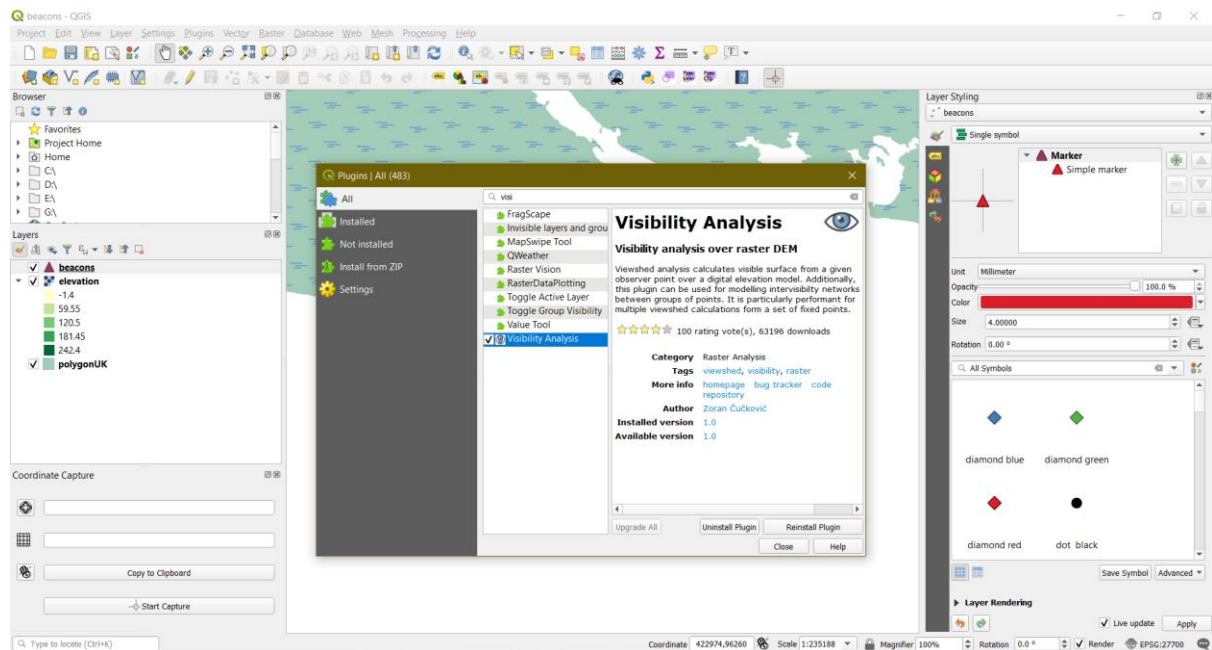 beacons - QGIS
Project Edit View Layer Settings Plugins Vector Raster Database Web Mesh Processing Help
Browser
Favorites
Project Home
Home
C:\
D:\
E:\
G:\
Layers
beacons
elevation
-1.4
59.55
120.5
181.45
242.4
polygonUK
Coordinate Capture
Copy to Clipboard
Start Capture
Plugins | All (483)
All
Installed
Not installed
Install from ZIP
Settings
visi
FragScape
Invisible layers and grou
MapSwipe Tool
QWeather
Raster Vision
RasterDataPlotting
Toggle Active Layer
Toggle Group Visibility
Value Tool
Visibility Analysis
Visibility Analysis
Visibility analysis over raster DEM
Viewshed analysis calculates visible surface from a given
observer point over a digital elevation model. Additionally,
this plugin can be used for modelling intervisibilty networks
between groups of points. It is particularly performant for
multiple viewshed calculations form a set of fixed points.
100 rating vote(s), 63196 downloads
Category Raster Analysis
Tags viewshed, visibility, raster
More info homepage bug tracker code
repository
Author Zoran Čučković
Installed version 1.0
Available version 1.0
Upgrade All Uninstall Plugin Reinstall Plugin
Close Help
Layer Styling
beacons
Single symbol
Marker
Simple marker
Unit Millimeter
Opacity 100.0 %
Color
Size 4.00000
Rotation 0.00 °
All Symbols
diamond blue diamond green
diamond red dot black
Save Symbol Advanced
Layer Rendering
Live update Apply
Type to locate (Ctrl+K) Coordinate 422974,96260 Scale 1:235188 Magnifier 100% Rotation 0.0 ° Render EPSG:27700